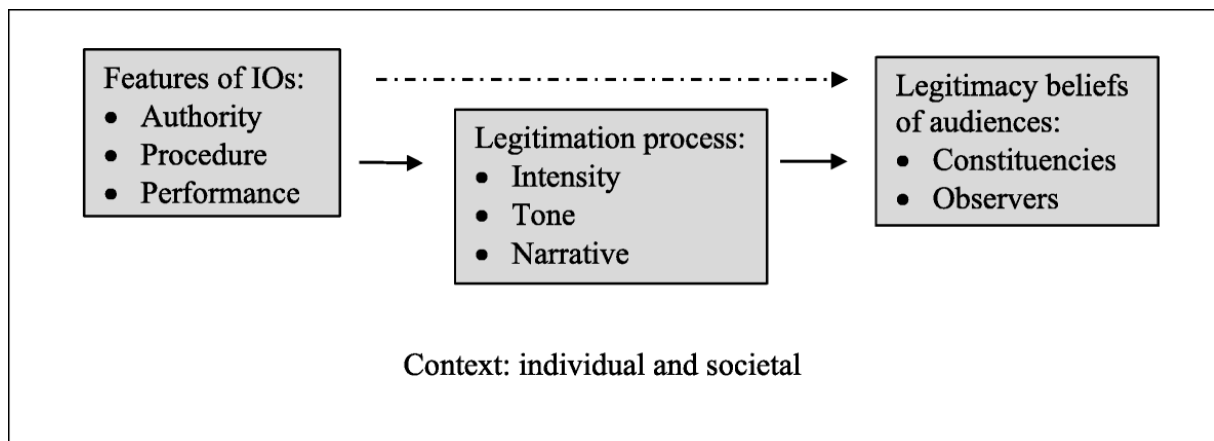 Features of IOs:
• Authority
• Procedure
• Performance
Legitimation process:
• Intensity
• Tone
• Narrative
Legitimacy beliefs
of audiences:
• Constituencies
• Observers
Context: individual and societal